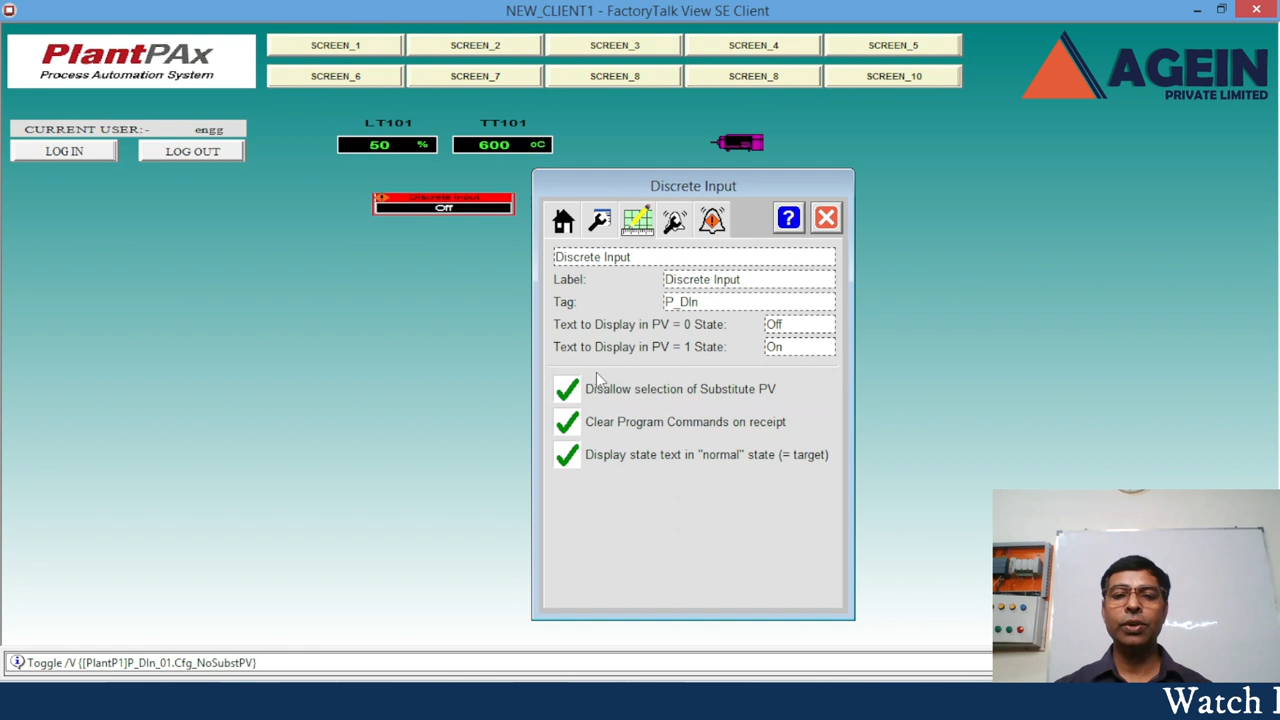 NEW_CLIENT1 - FactoryTalk View SE Client
PlantPAx
Process Automation System
SCREEN_1
SCREEN_2
SCREEN_3
SCREEN_4
SCREEN_5
SCREEN_6
SCREEN_7
SCREEN_8
SCREEN_8
SCREEN_10
AGEIN
PRIVATE LIMITED
CURRENT USER:- engg
LOG IN
LOG OUT
LT101
50 %
TT101
600 oC
Discrete Input
Off
Discrete Input
?
Discrete Input
Label: Discrete Input
Tag: P_DIn
Text to Display in PV = 0 State: Off
Text to Display in PV = 1 State: On
Disallow selection of Substitute PV
Clear Program Commands on receipt
Display state text in "normal" state (= target)
Toggle /V {[PlantP1]P_DIn_01.Cfg_NoSubstPV}
Watch